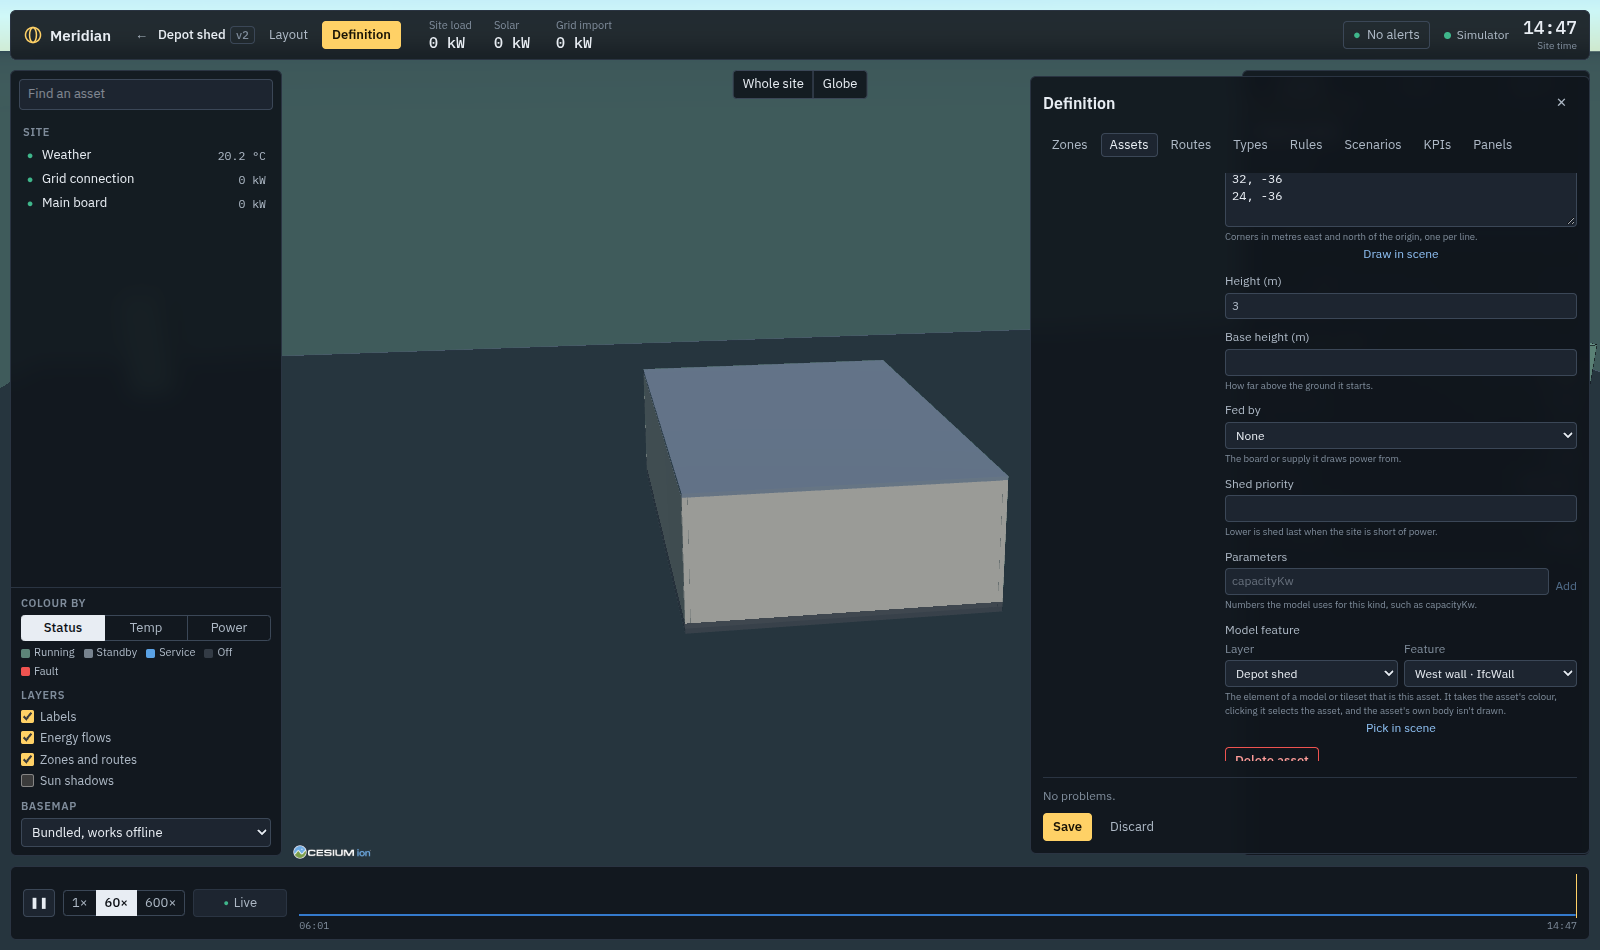 Meridian
← Depot shed v2 Layout Definition
Site load
0 kW
Solar
0 kW
Grid import
0 kW
No alerts
Simulator
14:47
Site time
Find an asset
SITE
Weather 20.2 °C
Grid connection 0 kW
Main board 0 kW
COLOUR BY
Status Temp Power
Running Standby Service Off
Fault
LAYERS
Labels
Energy flows
Zones and routes
Sun shadows
BASEMAP
Bundled, works offline
Whole site Globe
CESIUM ion
Definition ×
Zones Assets Routes Types Rules Scenarios KPIs Panels
32, -36
24, -36
Corners in metres east and north of the origin, one per line.
Draw in scene
Height (m)
3
Base height (m)
How far above the ground it starts.
Fed by
None
The board or supply it draws power from.
Shed priority
Lower is shed last when the site is short of power.
Parameters
capacityKw Add
Numbers the model uses for this kind, such as capacityKw.
Model feature
Layer Feature
Depot shed West wall · IfcWall
The element of a model or tileset that is this asset. It takes the asset's colour,
clicking it selects the asset, and the asset's own body isn't drawn.
Pick in scene
Delete asset
No problems.
Save Discard
1× 60× 600× Live
06:01 14:47